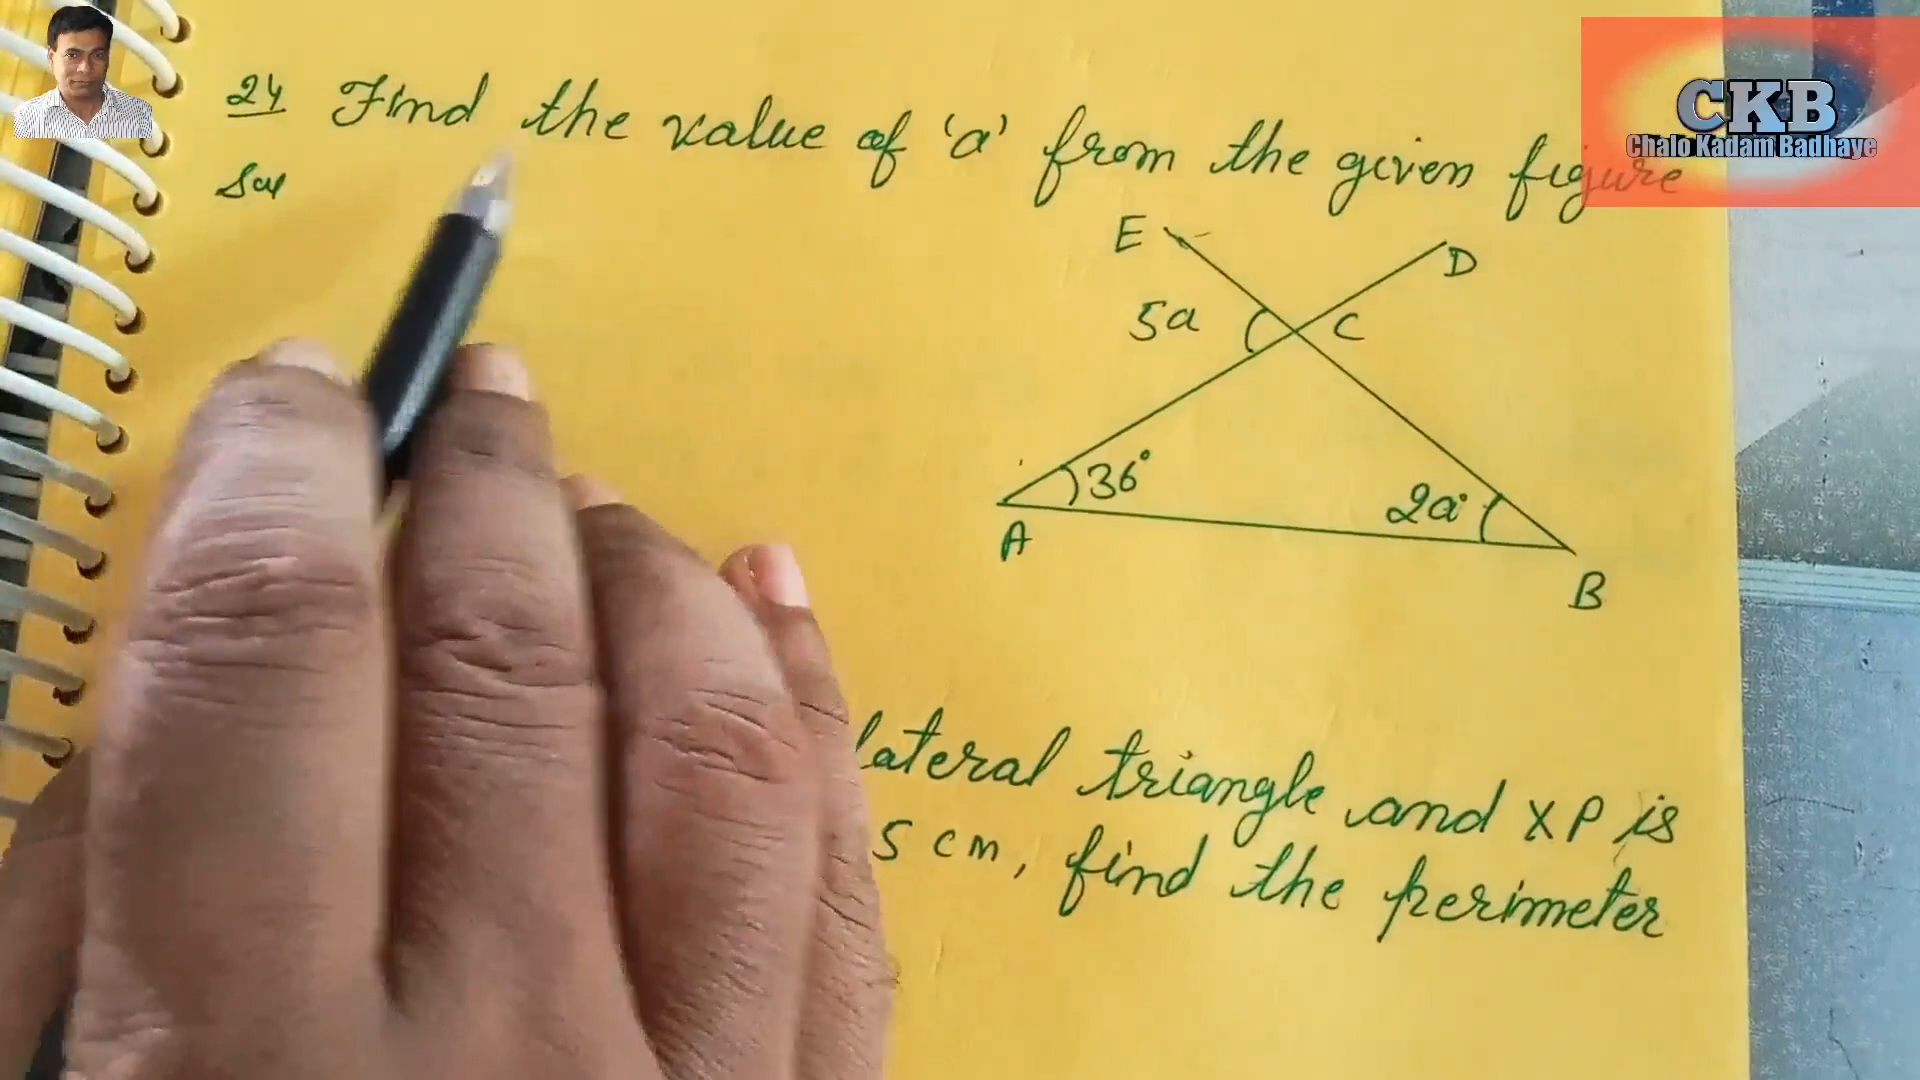 24 Find the value of 'a' from the given figure
Sol
CKB
Chalo Kadam Badhaye
E
D
5a
C
36°
2a°
A
B
lateral triangle and XP is
5 cm, find the perimeter